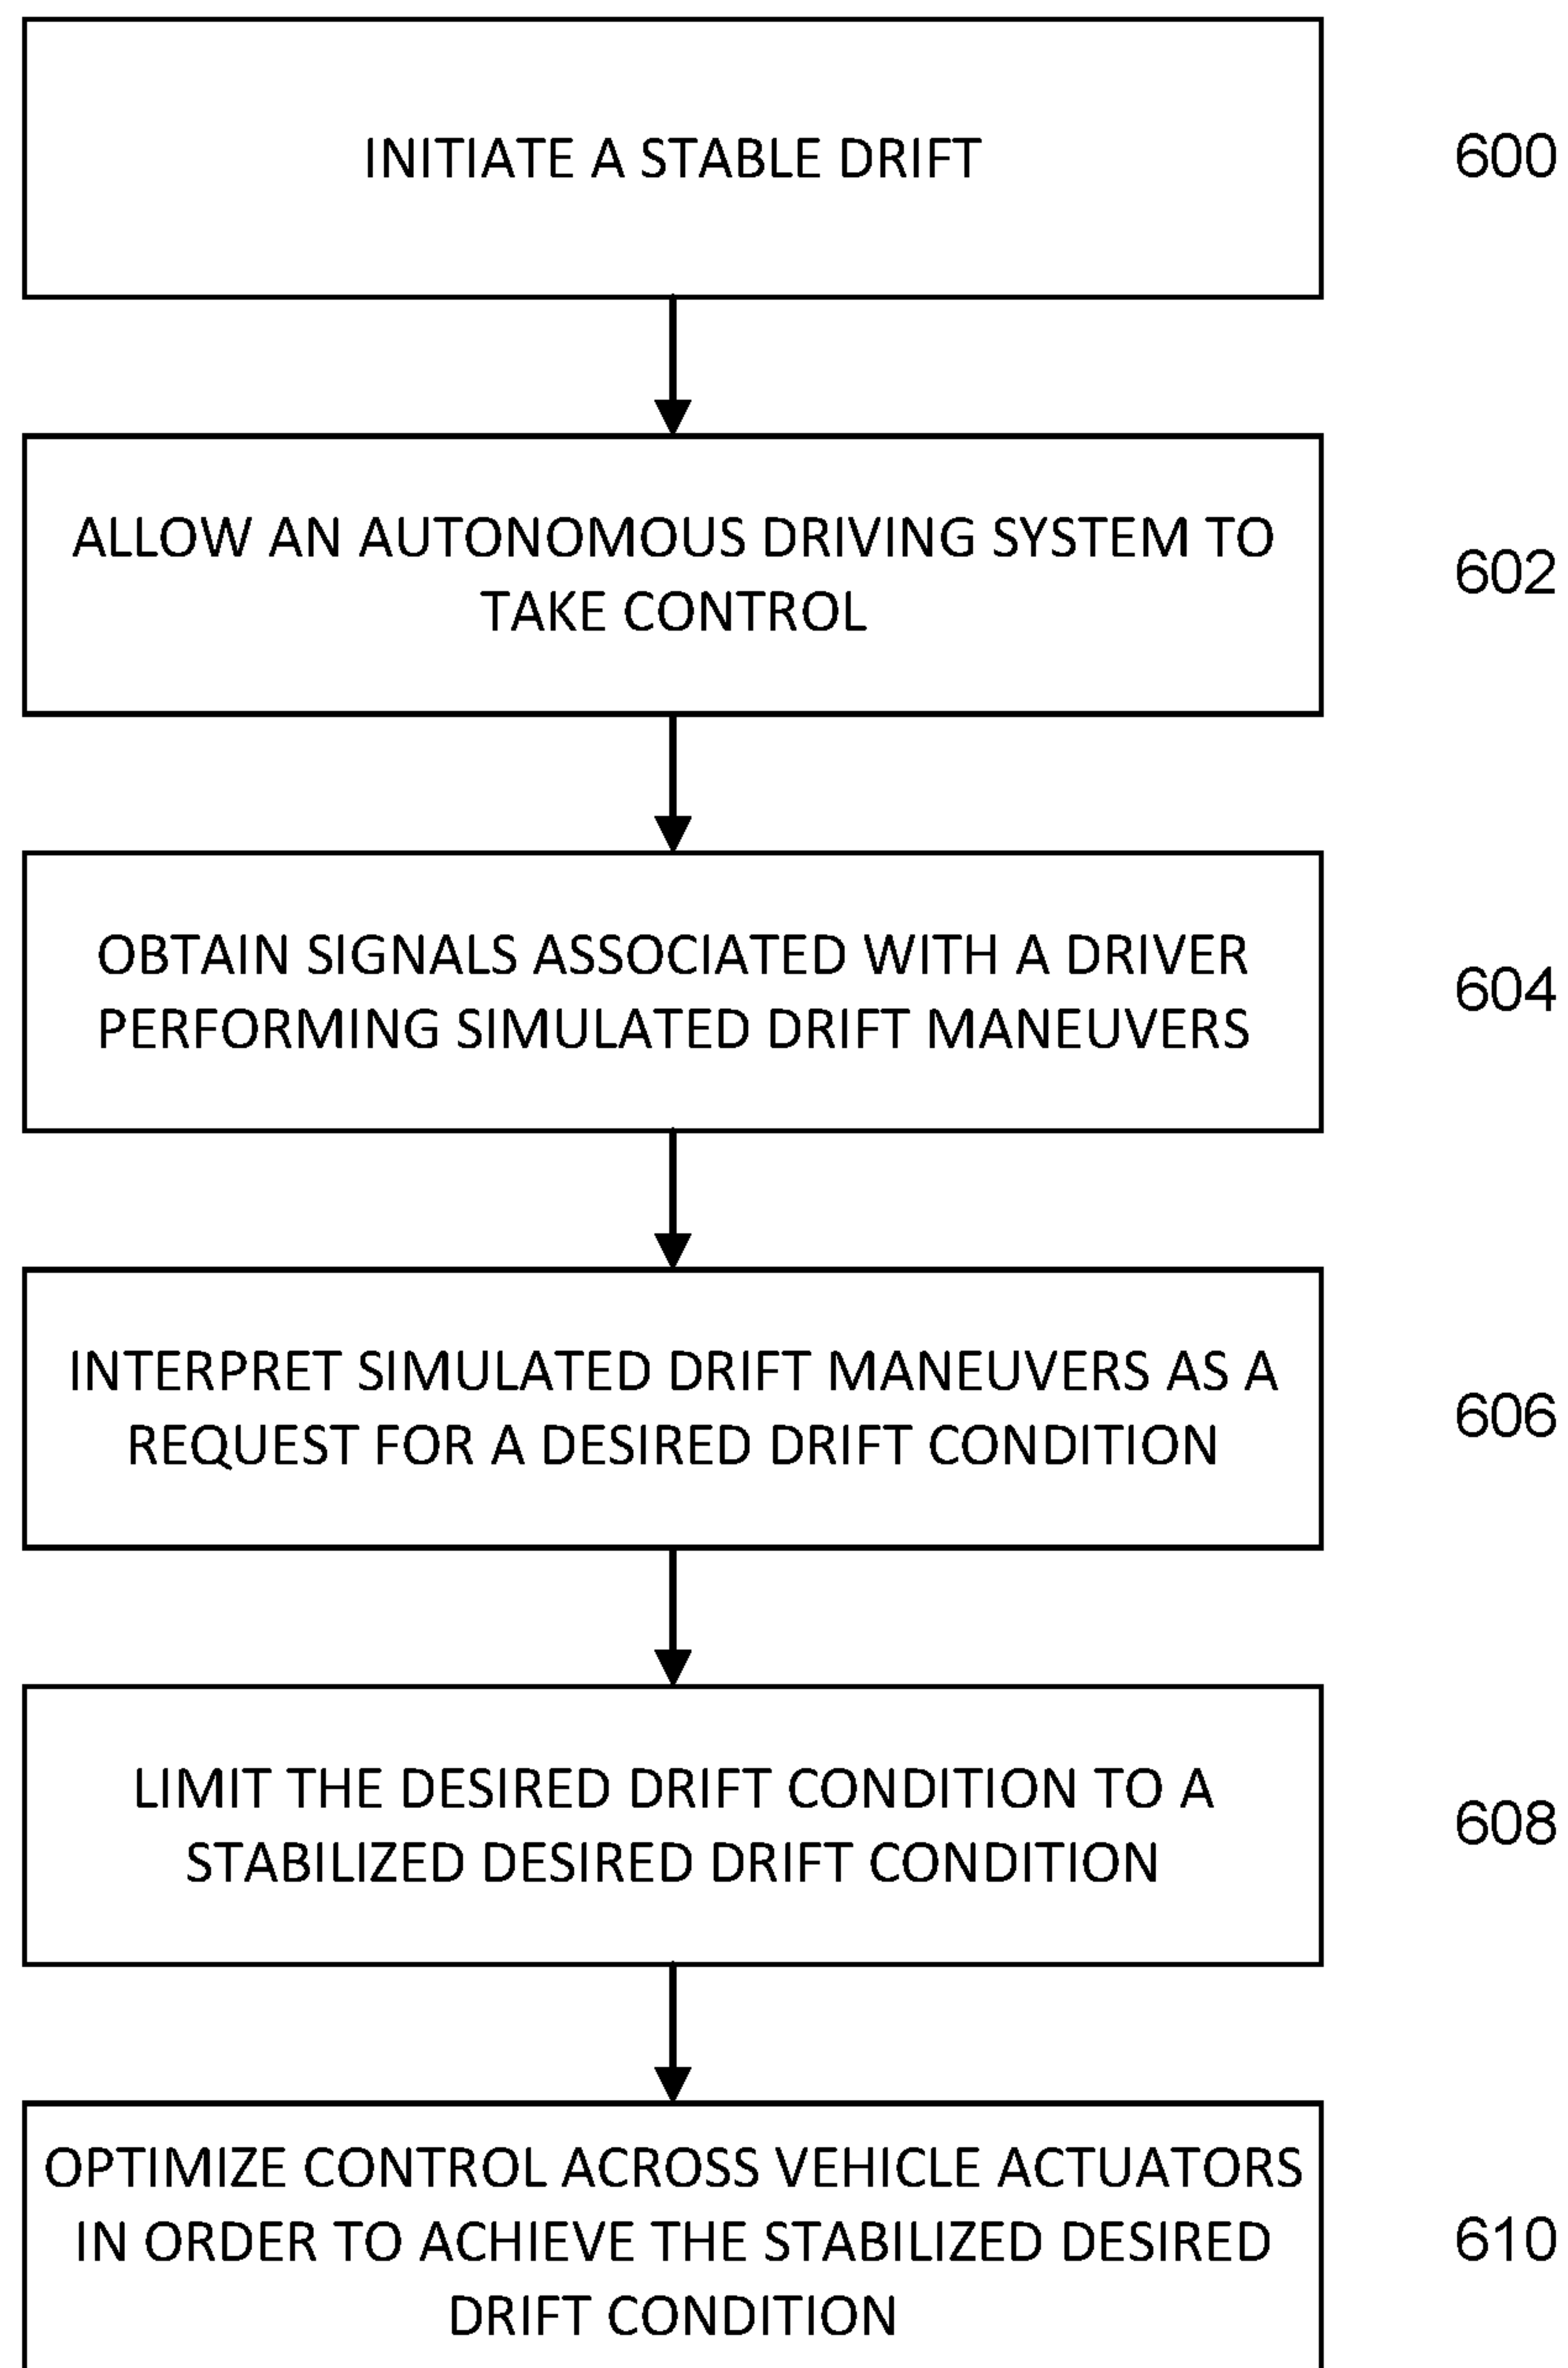 INITIATE A STABLE DRIFT
600
ALLOW AN AUTONOMOUS DRIVING SYSTEM TO
TAKE CONTROL
602
OBTAIN SIGNALS ASSOCIATED WITH A DRIVER
PERFORMING SIMULATED DRIFT MANEUVERS
604
INTERPRET SIMULATED DRIFT MANEUVERS AS A
REQUEST FOR A DESIRED DRIFT CONDITION
606
LIMIT THE DESIRED DRIFT CONDITION TO A
STABILIZED DESIRED DRIFT CONDITION
608
OPTIMIZE CONTROL ACROSS VEHICLE ACTUATORS
IN ORDER TO ACHIEVE THE STABILIZED DESIRED
DRIFT CONDITION
610